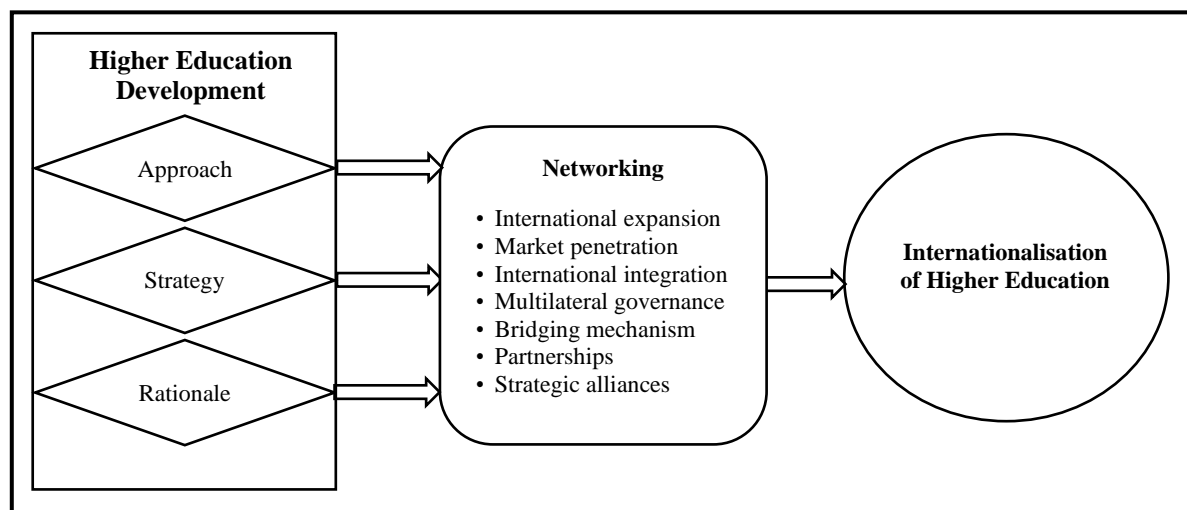 Higher Education
Development
Approach
Strategy
Rationale
Networking
• International expansion
• Market penetration
• International integration
• Multilateral governance
• Bridging mechanism
• Partnerships
• Strategic alliances
Internationalisation
of Higher Education